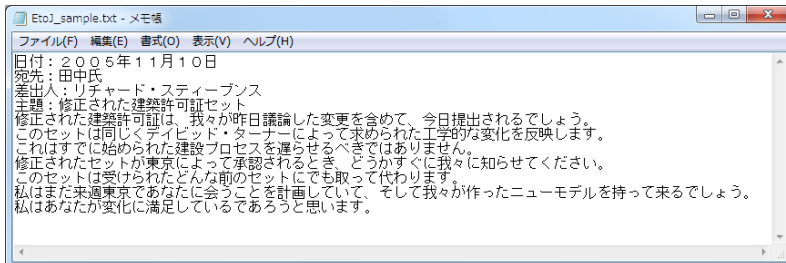 EtoJ_sample.txt - メモ帳
ファイル(F) 編集(E) 書式(O) 表示(V) ヘルプ(H)
日付：２００５年１１月１０日
宛先：田中氏
差出人：リチャード・スティーブンス
主題：修正された建築許可証セット
修正された建築許可証は、我々が昨日議論した変更を含めて、今日提出されるでしょう。
このセットは同じくデイビッド・ターナーによって求められた工学的な変化を反映します。
これはすでに始められた建設プロセスを遅らせるべきではありません。
修正されたセットが東京によって承認されるとき、どうかすぐに我々に知らせてください。
このセットは受けられたどんな前のセットにでも取って代わります。
私はまだ来週東京であなたに会うことを計画していて、そして我々が作ったニューモデルを持って来るでしょう。
私はあなたが変化に満足しているであろうと思います。